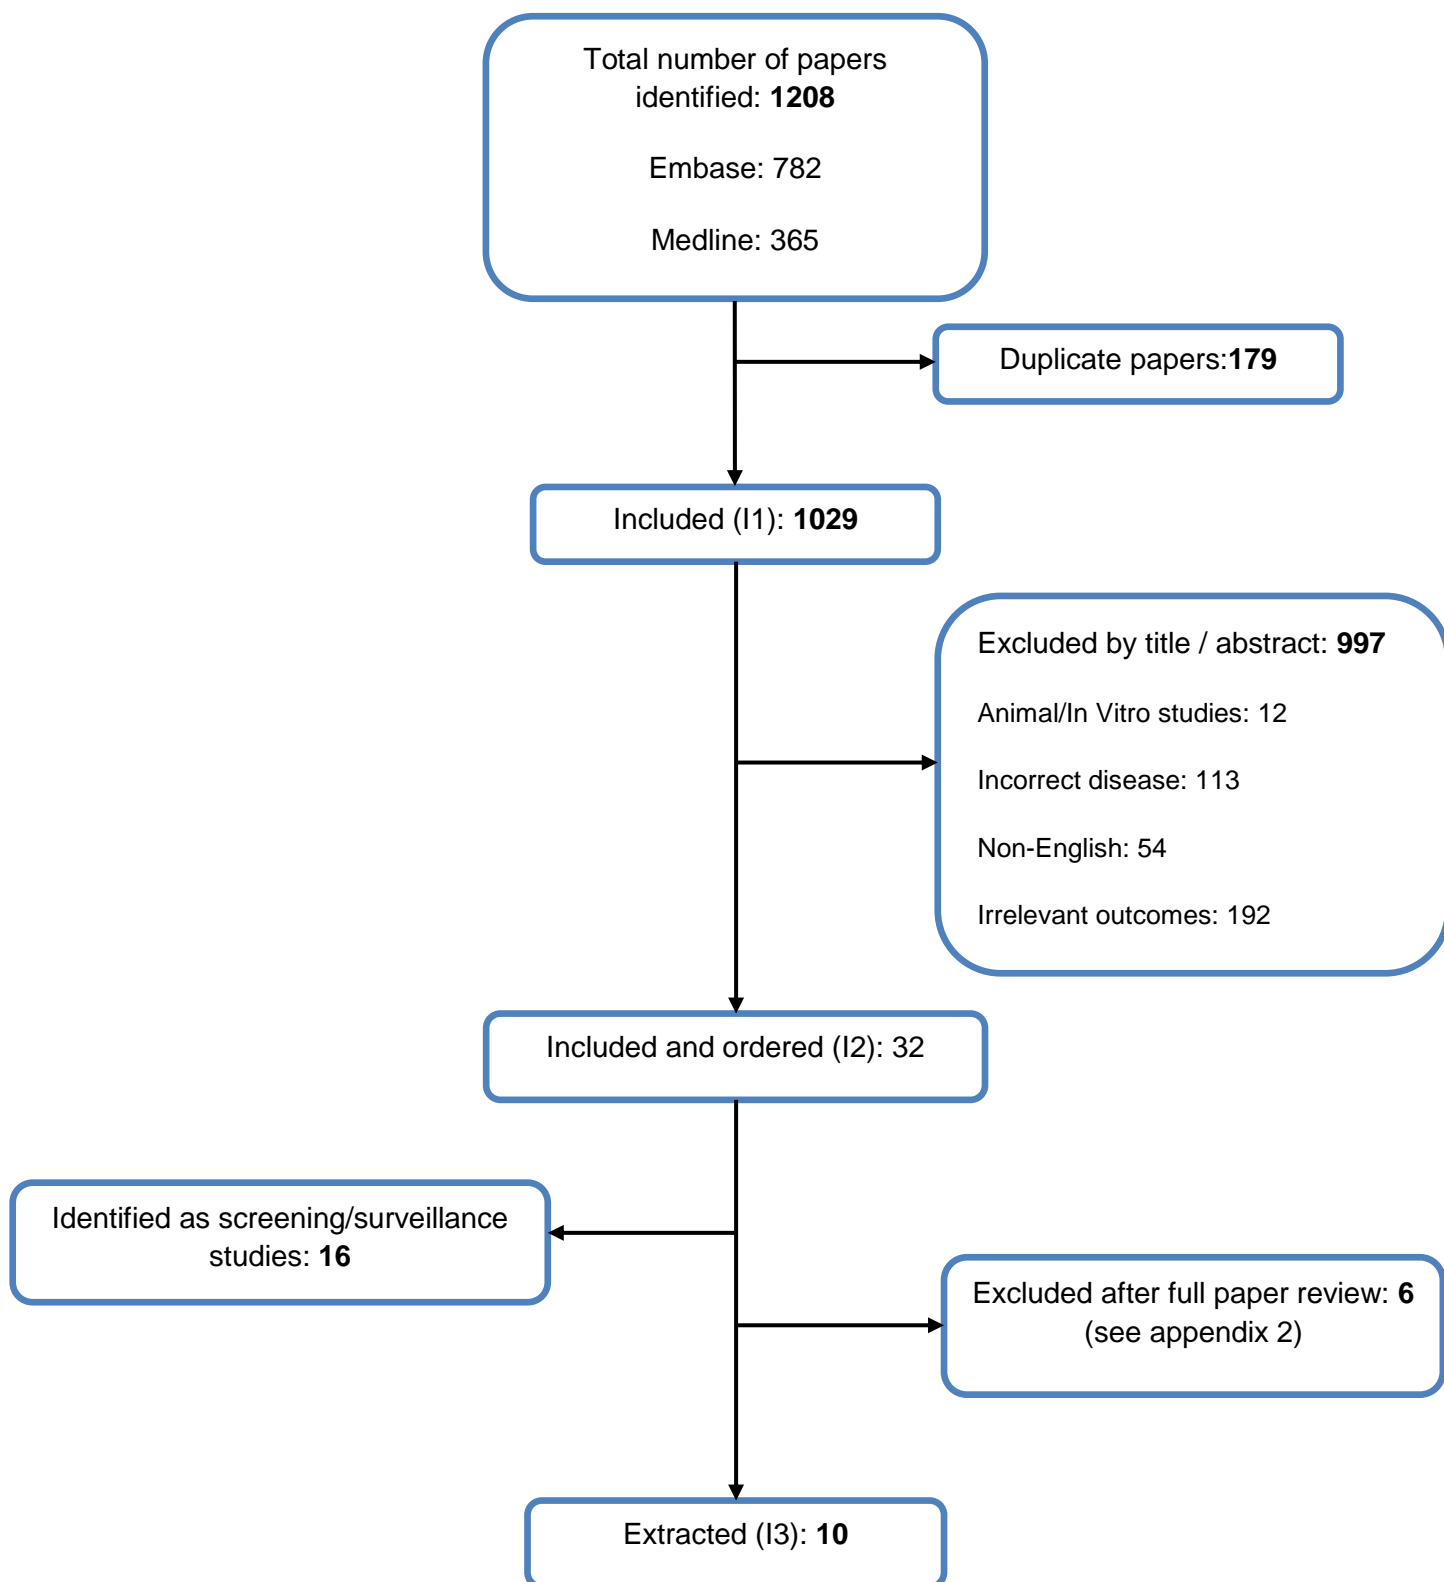 Total number of papers
identified: 1208
Embase: 782
Medline: 365
Duplicate papers:179
Included (I1): 1029
Excluded by title / abstract: 997
Animal/In Vitro studies: 12
Incorrect disease: 113
Non-English: 54
Irrelevant outcomes: 192
Included and ordered (I2): 32
Identified as screening/surveillance
studies: 16
Excluded after full paper review: 6
(see appendix 2)
Extracted (I3): 10